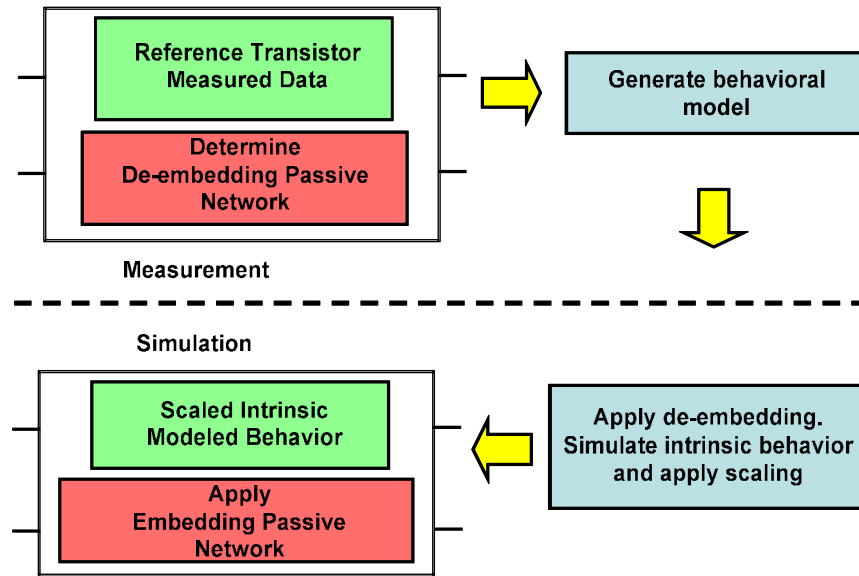 Reference Transistor
Measured Data
Determine
De-embedding Passive
Network
Generate behavioral
model
Measurement
Simulation
Scaled Intrinsic
Modeled Behavior
Apply
Embedding Passive
Network
Apply de-embedding.
Simulate intrinsic behavior
and apply scaling